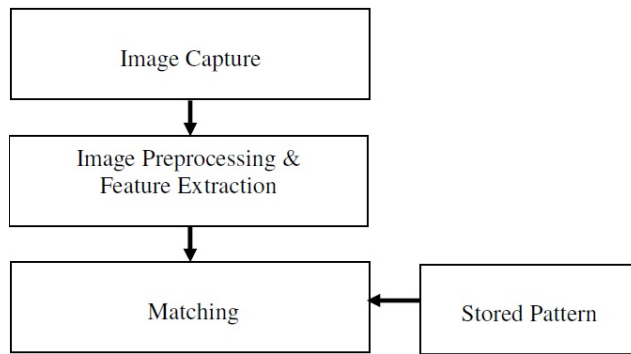 Image Capture
Image Preprocessing &
Feature Extraction
Matching
Stored Pattern